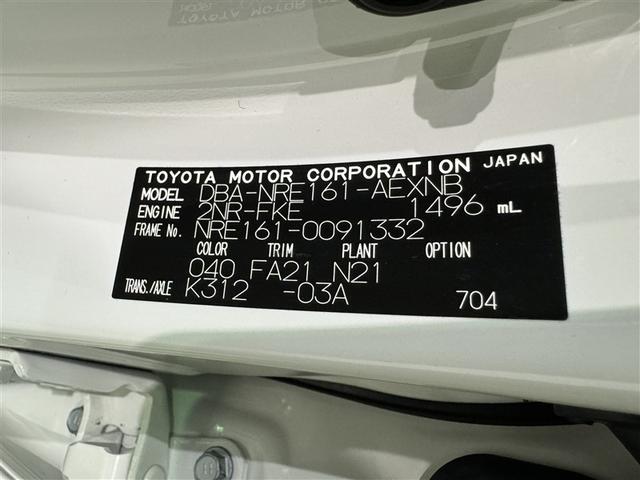 TOYOTA MOTOR CORPORATION JAPAN
MODEL DBA-NRE161-AEXNB
ENGINE 2NR-FKE 1496 mL
FRAME No. NRE161-0091332
COLOR TRIM PLANT OPTION
040 FA21 N21
TRANS./AXLE K312 -03A 704